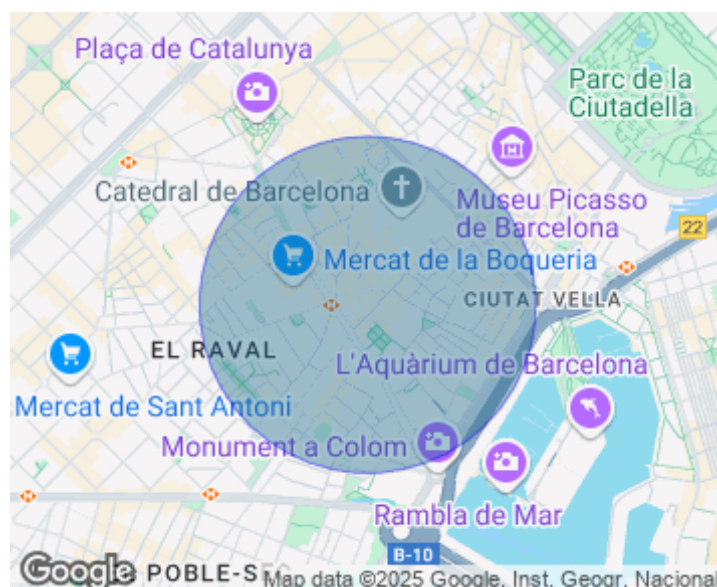 Plaça de Catalunya
Parc de la
Ciutadella
Catedral de Barcelona
Museu Picasso
de Barcelona
22
Mercat de la Boqueria
CIUTAT VELLA
EL RAVAL
L'Aquàrium de Barcelona
Mercat de Sant Antoni
Monument a Colom
Rambla de Mar
B-10
Google
POBLE-SEC
Map data ©2025 Google, Inst. Geogr. Nacional